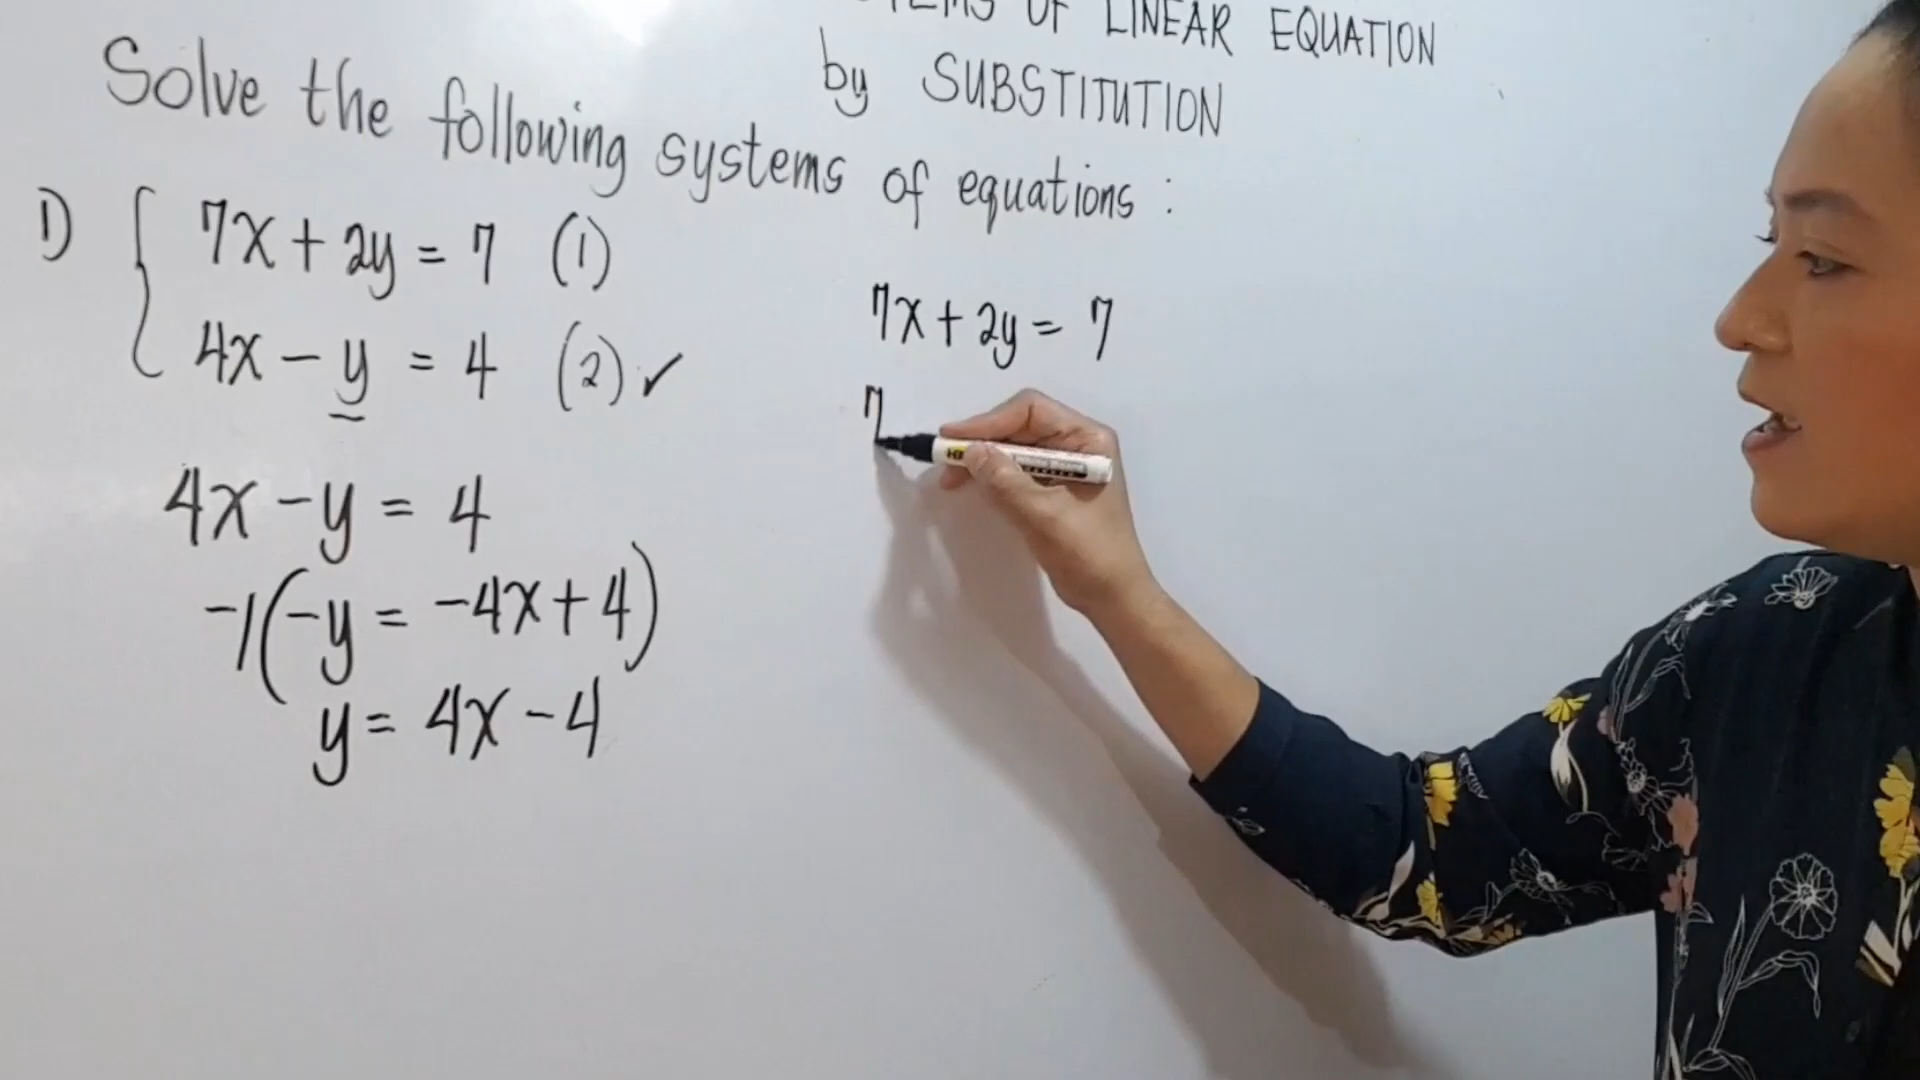 OF LINEAR EQUATION
by SUBSTITUTION
Solve the following systems of equations :
1) 7x + 2y = 7 (1)
4x - y = 4 (2) ✓
4x - y = 4
-1(-y = -4x + 4)
y = 4x - 4
7x + 2y = 7
7